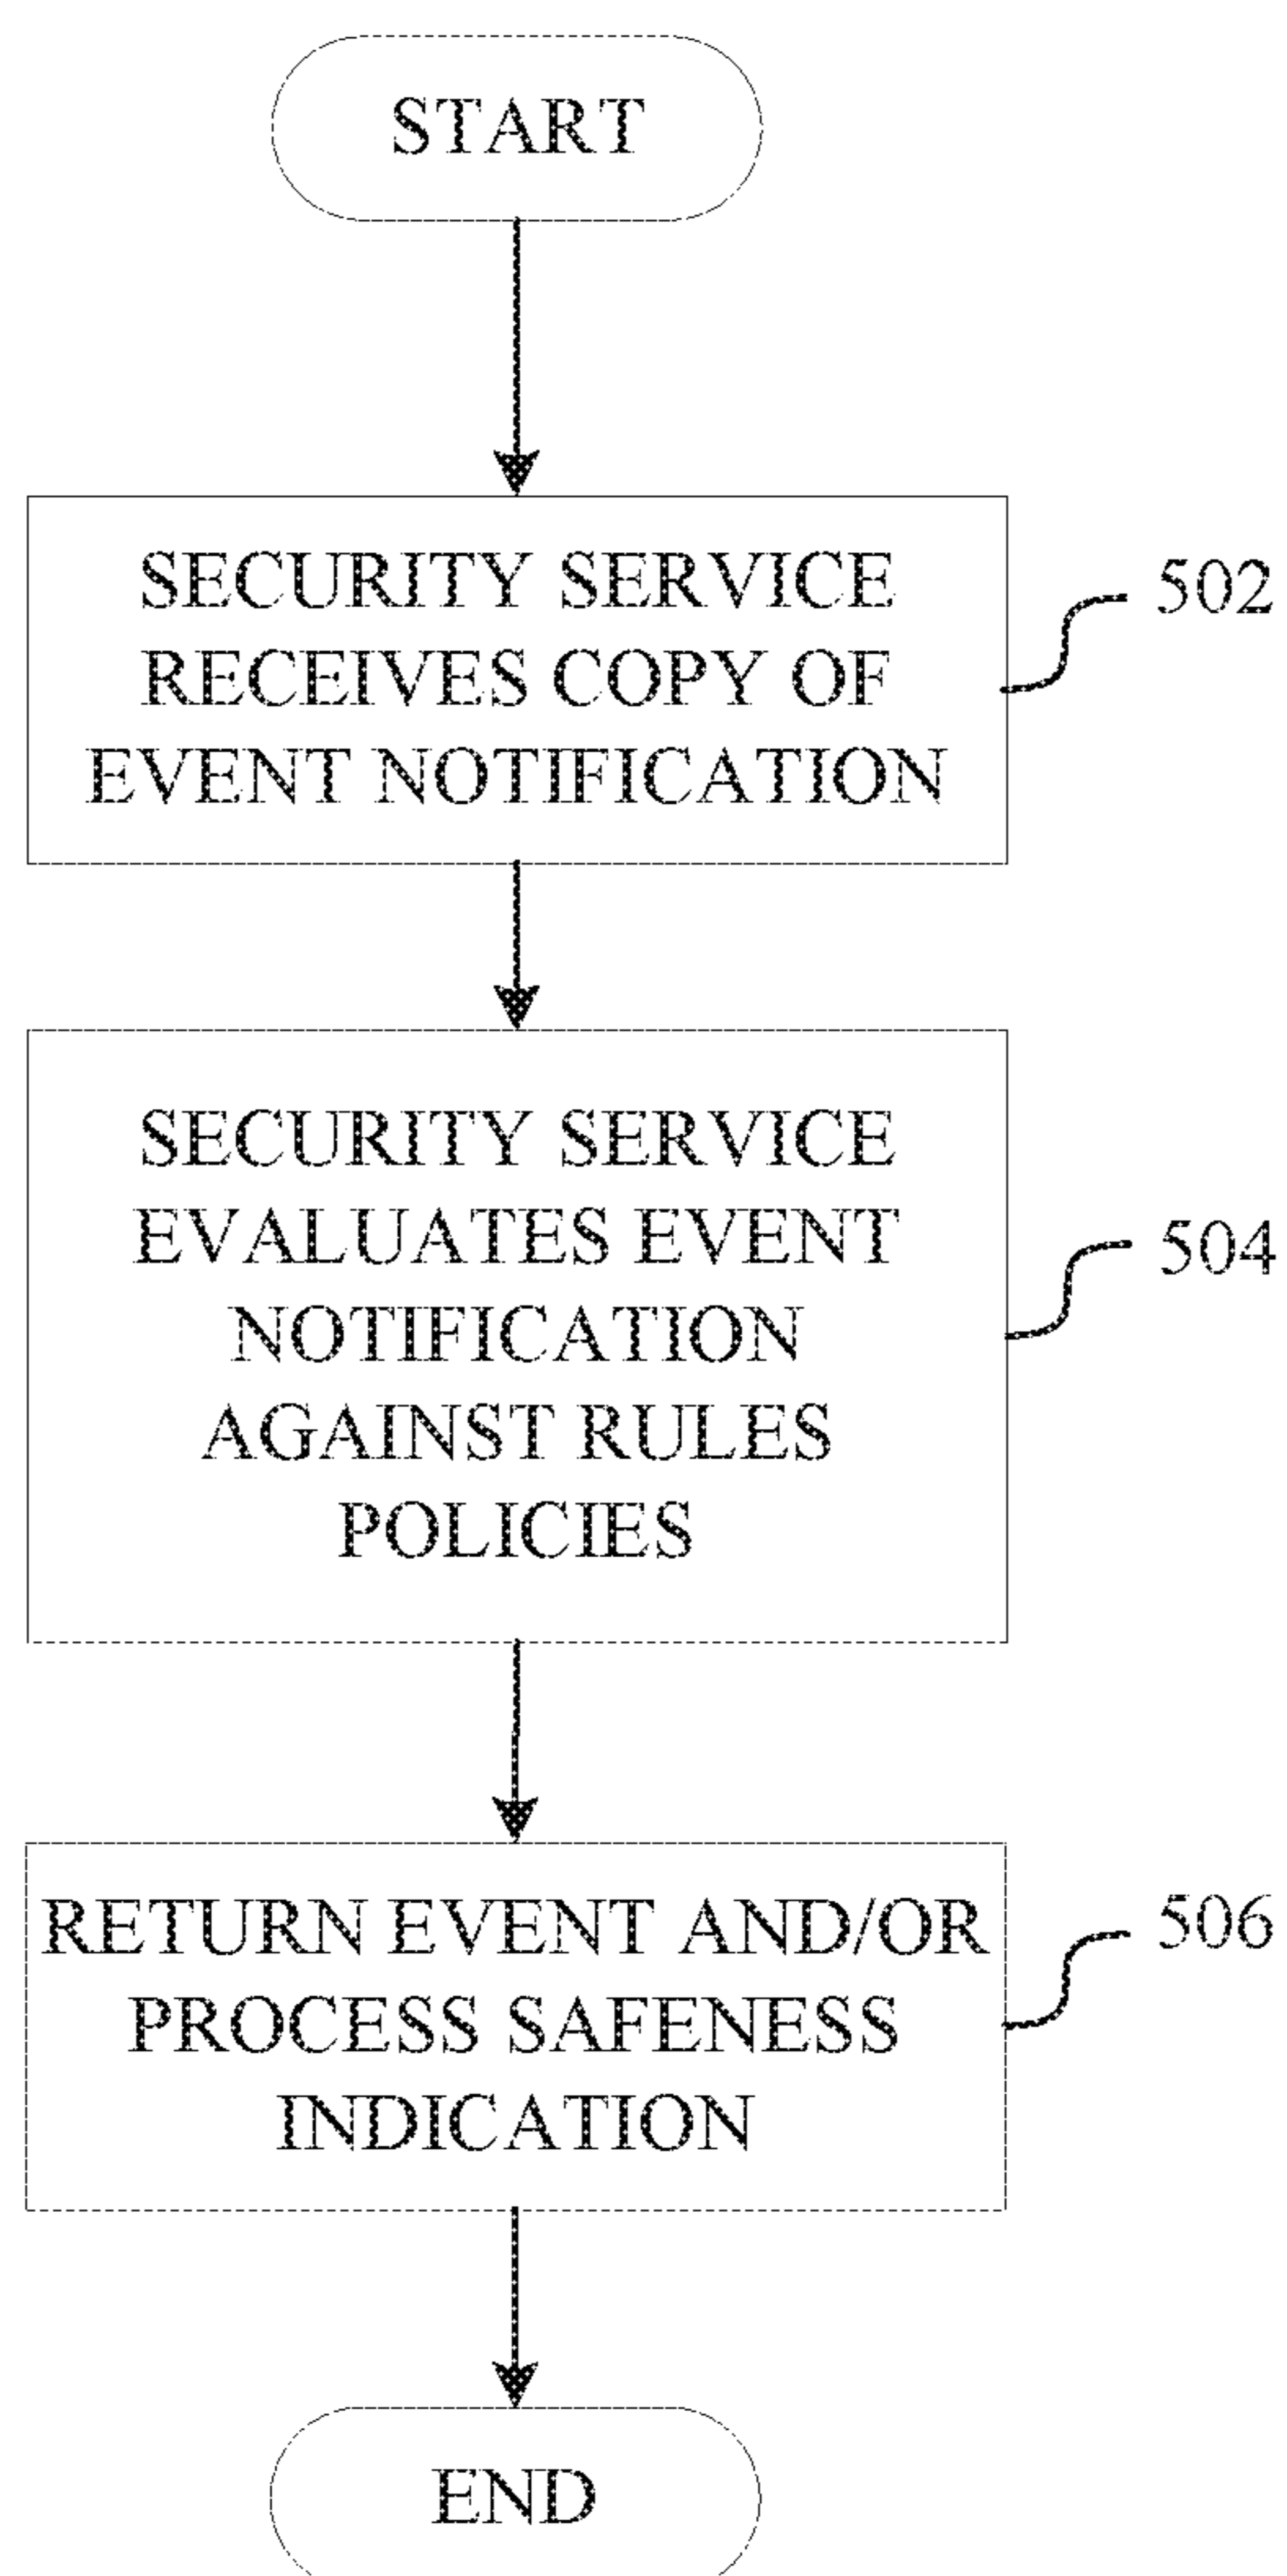 START
SECURITY SERVICE
RECEIVES COPY OF
EVENT NOTIFICATION
502
SECURITY SERVICE
EVALUATES EVENT
NOTIFICATION
AGAINST RULES
POLICIES
504
RETURN EVENT AND/OR
PROCESS SAFENESS
INDICATION
506
END